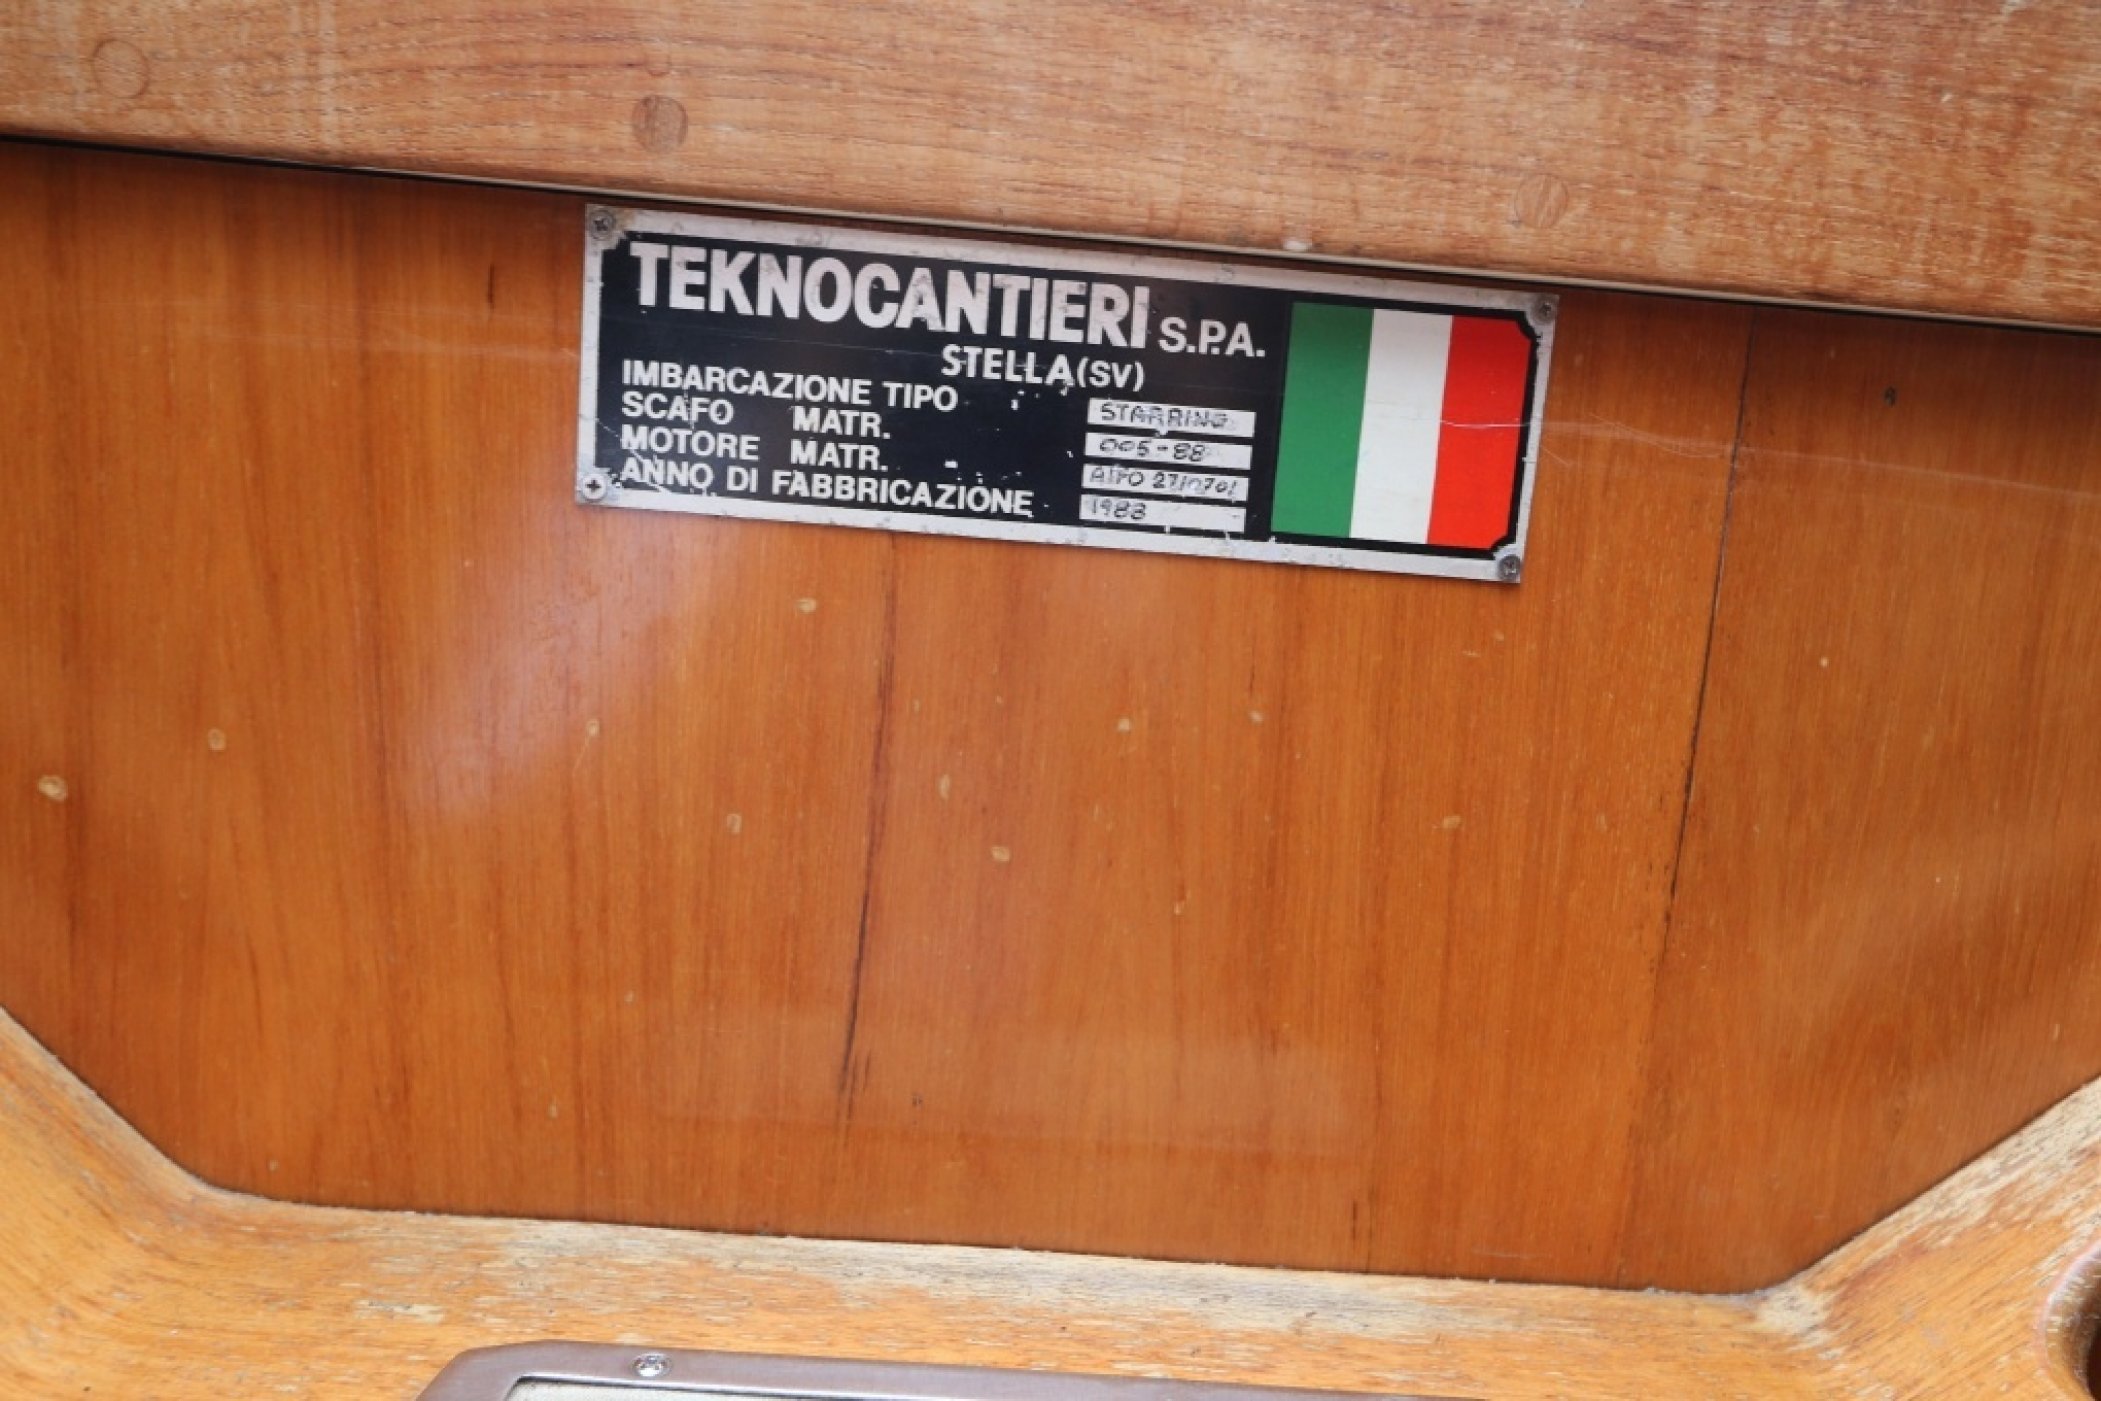 TEKNOCANTIERI S.P.A.
STELLA (SV)
IMBARCAZIONE TIPO STARRING
SCAFO MATR. 005-88
MOTORE MATR.
ANNO DI FABBRICAZIONE 1988